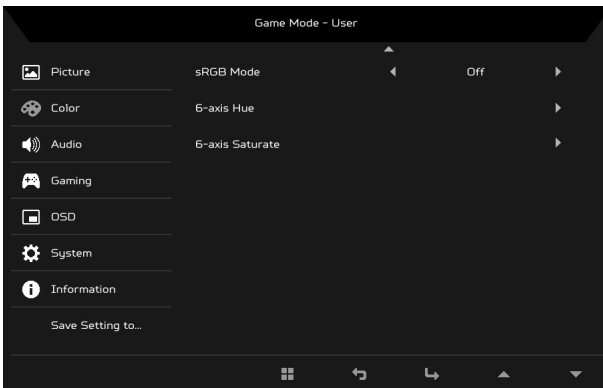 Game Mode - User
Picture
sRGB Mode
Off
Color
6-axis Hue
Audio
6-axis Saturate
Gaming
OSD
System
Information
Save Setting to...